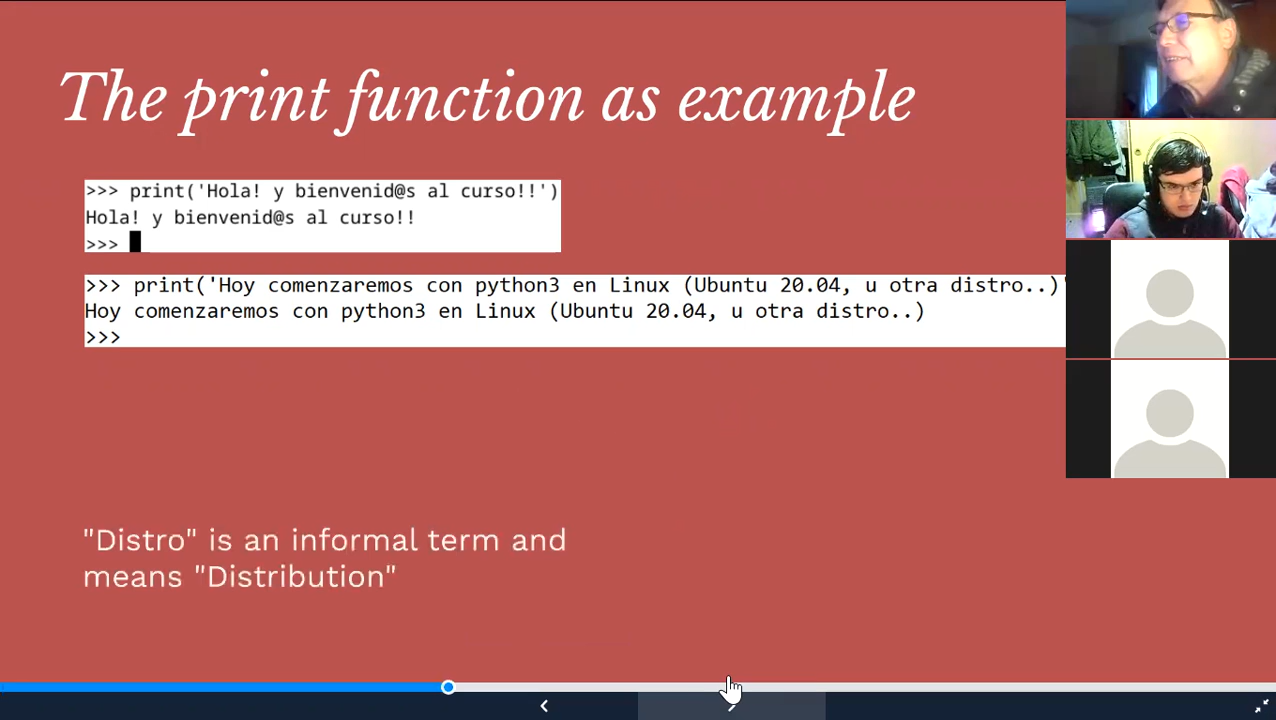 The print function as example
>>> print('Hola! y bienvenid@s al curso!!')
Hola! y bienvenid@s al curso!!
>>>
>>> print('Hoy comenzaremos con python3 en Linux (Ubuntu 20.04, u otra distro..)'
Hoy comenzaremos con python3 en Linux (Ubuntu 20.04, u otra distro..)
>>>
"Distro" is an informal term and
means "Distribution"